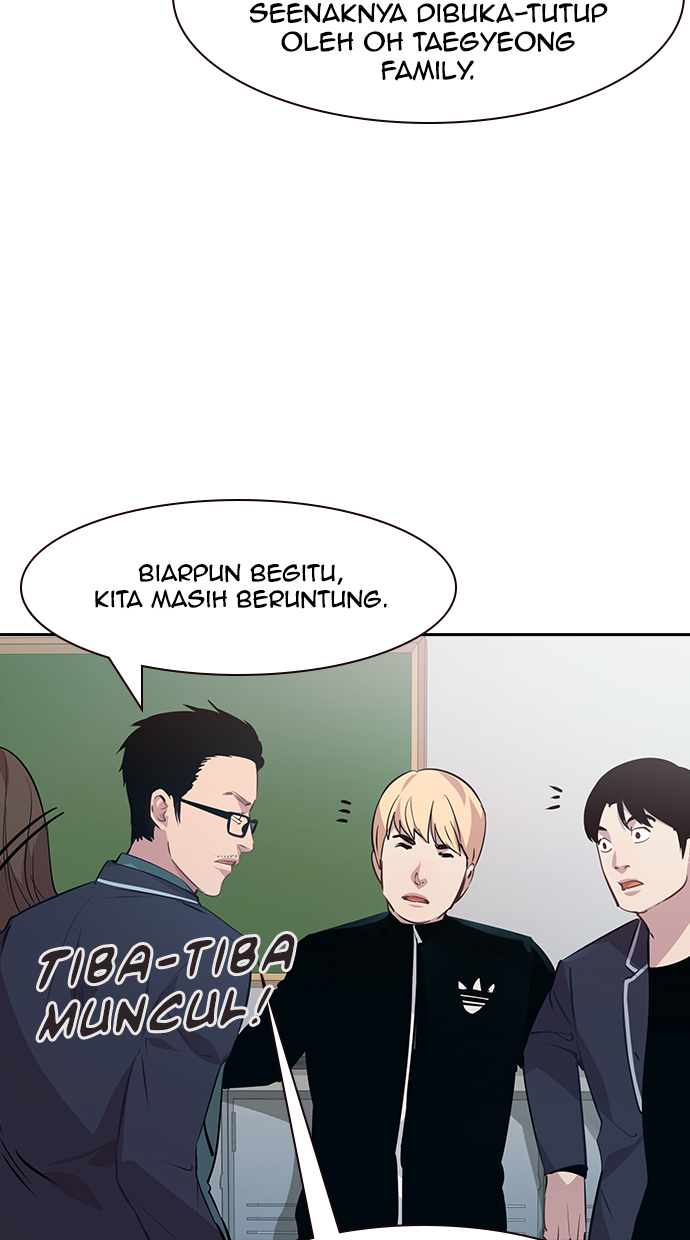 SEENAKNYA DIBUKA-TUTUP
OLEH OH TAEGYEONG
FAMILY.
BIARPUN BEGITU,
KITA MASIH BERUNTUNG.
TIBA-TIBA
MUNCUL!